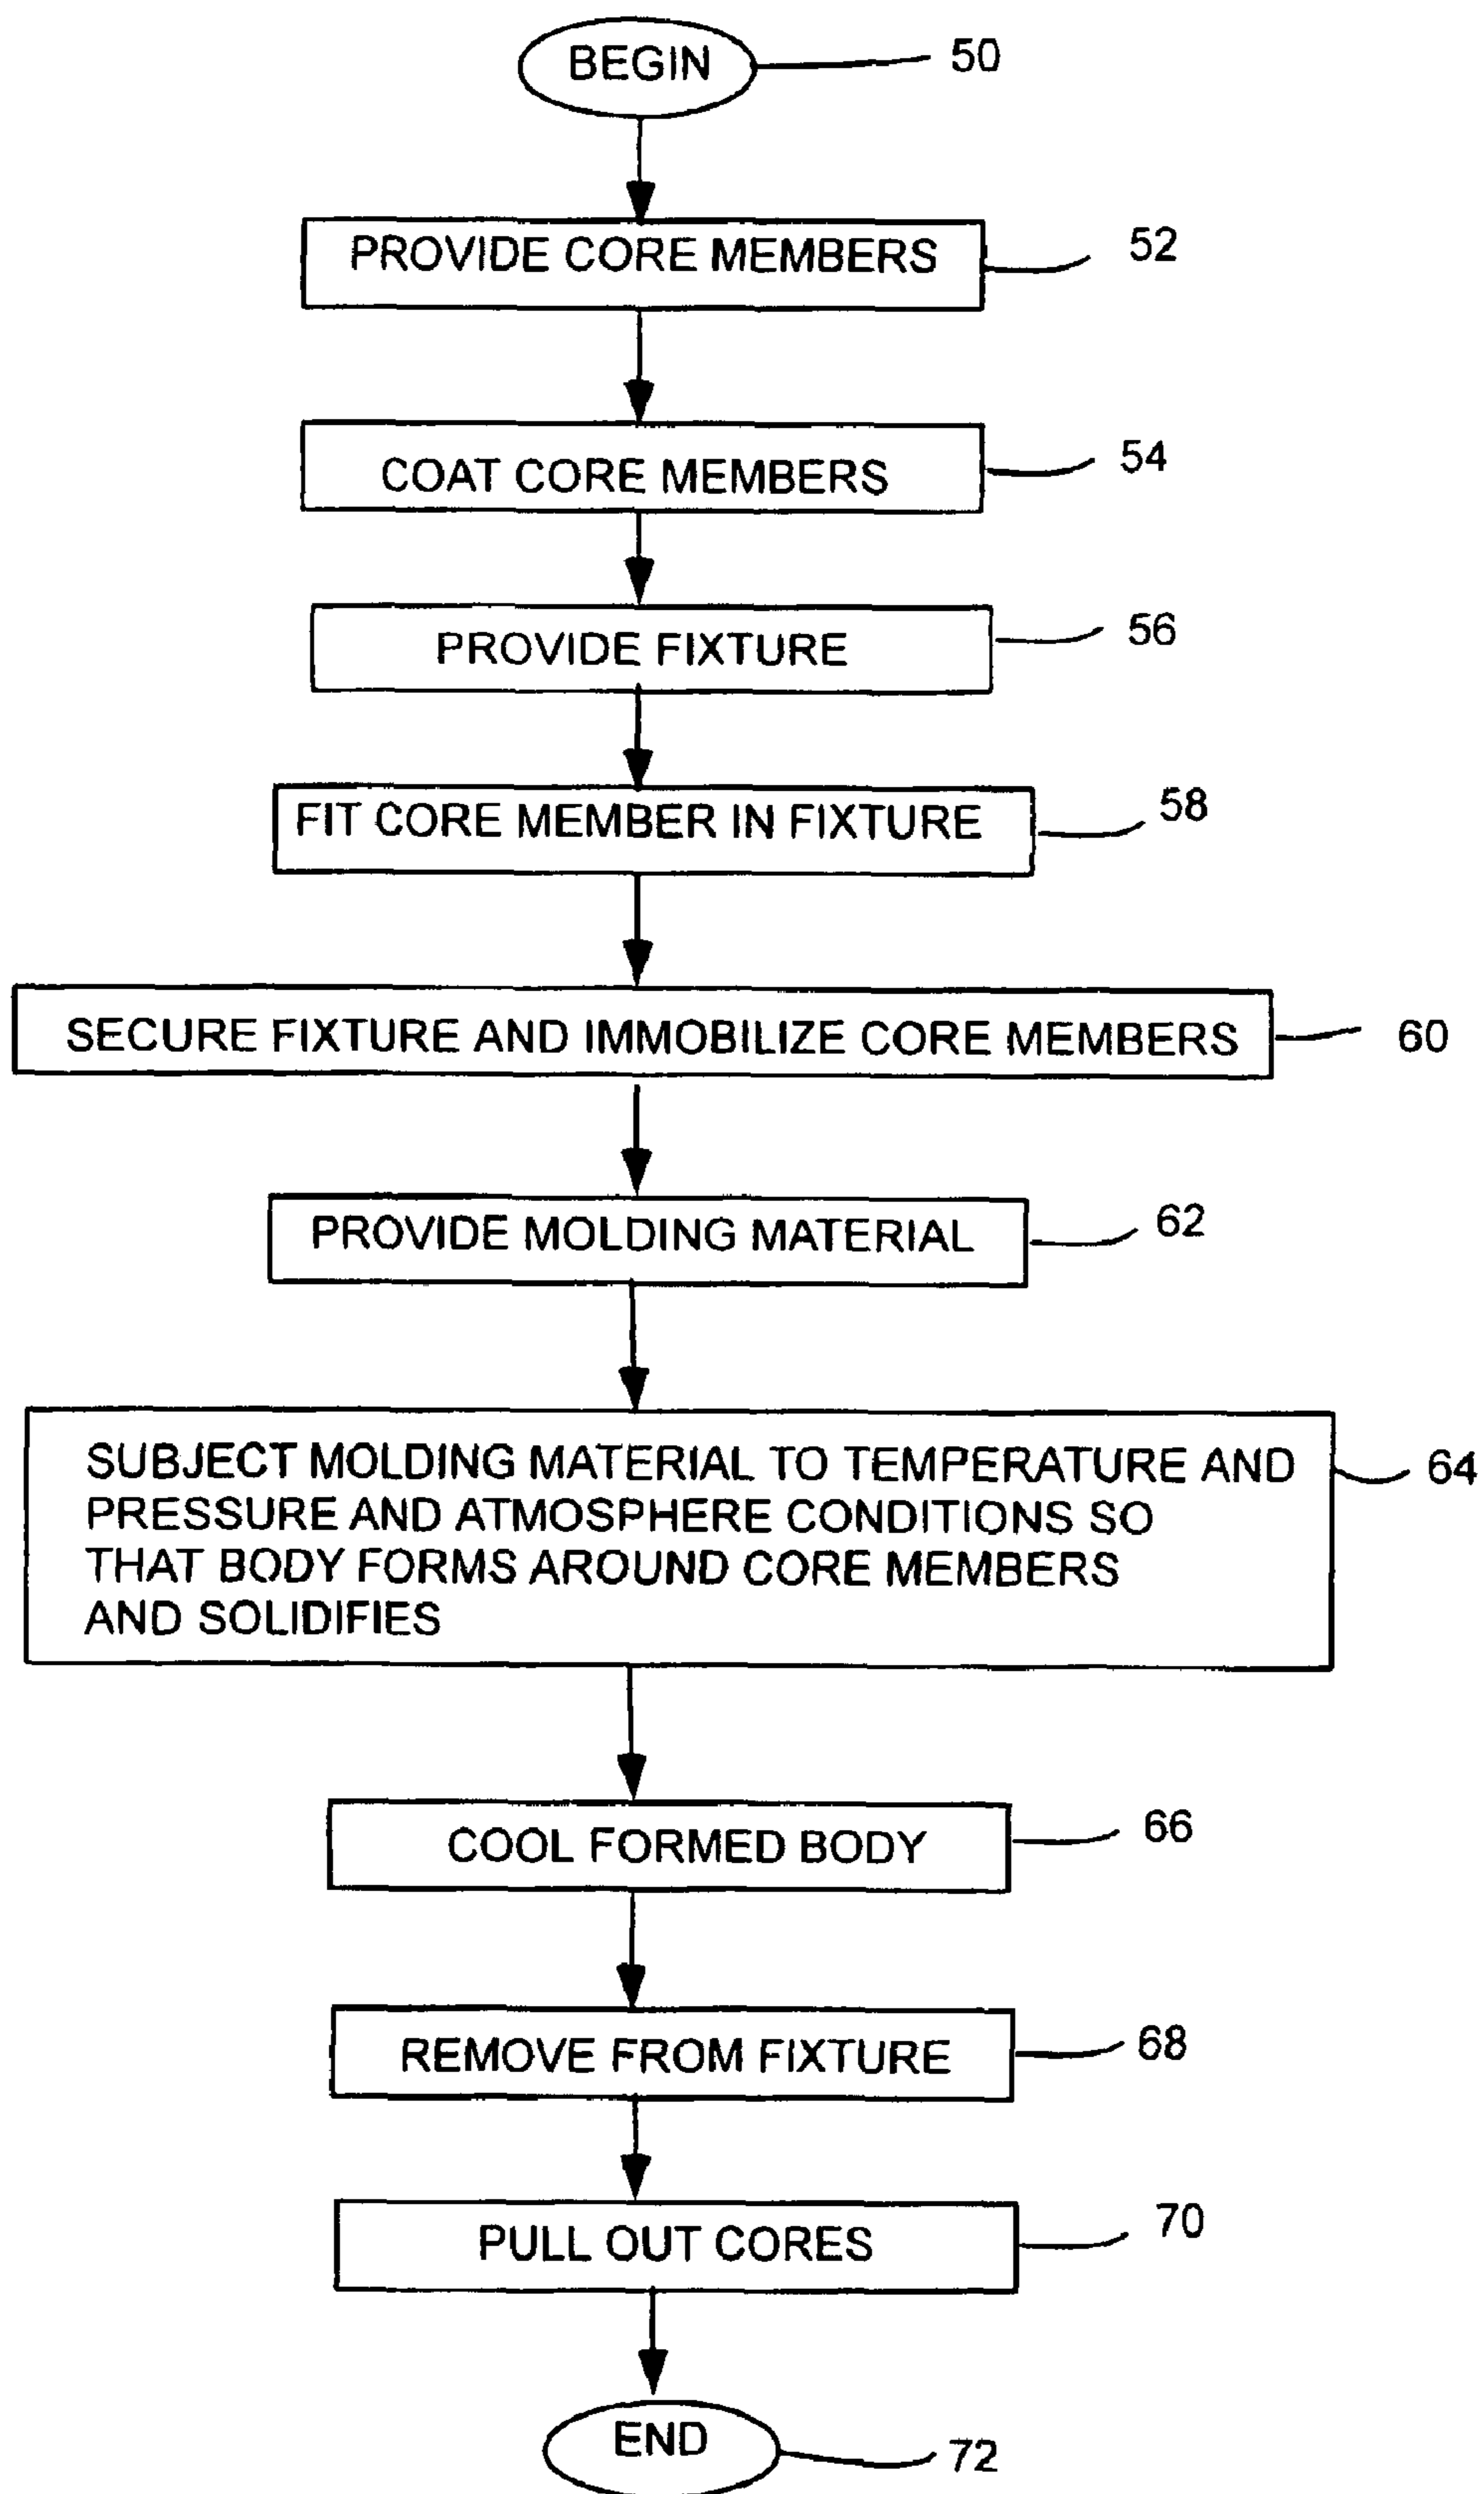 BEGIN
50
PROVIDE CORE MEMBERS
52
COAT CORE MEMBERS
54
PROVIDE FIXTURE
56
FIT CORE MEMBER IN FIXTURE
58
SECURE FIXTURE AND IMMOBILIZE CORE MEMBERS
60
PROVIDE MOLDING MATERIAL
62
SUBJECT MOLDING MATERIAL TO TEMPERATURE AND
PRESSURE AND ATMOSPHERE CONDITIONS SO
THAT BODY FORMS AROUND CORE MEMBERS
AND SOLIDIFIES
64
COOL FORMED BODY
66
REMOVE FROM FIXTURE
68
PULL OUT CORES
70
END
72